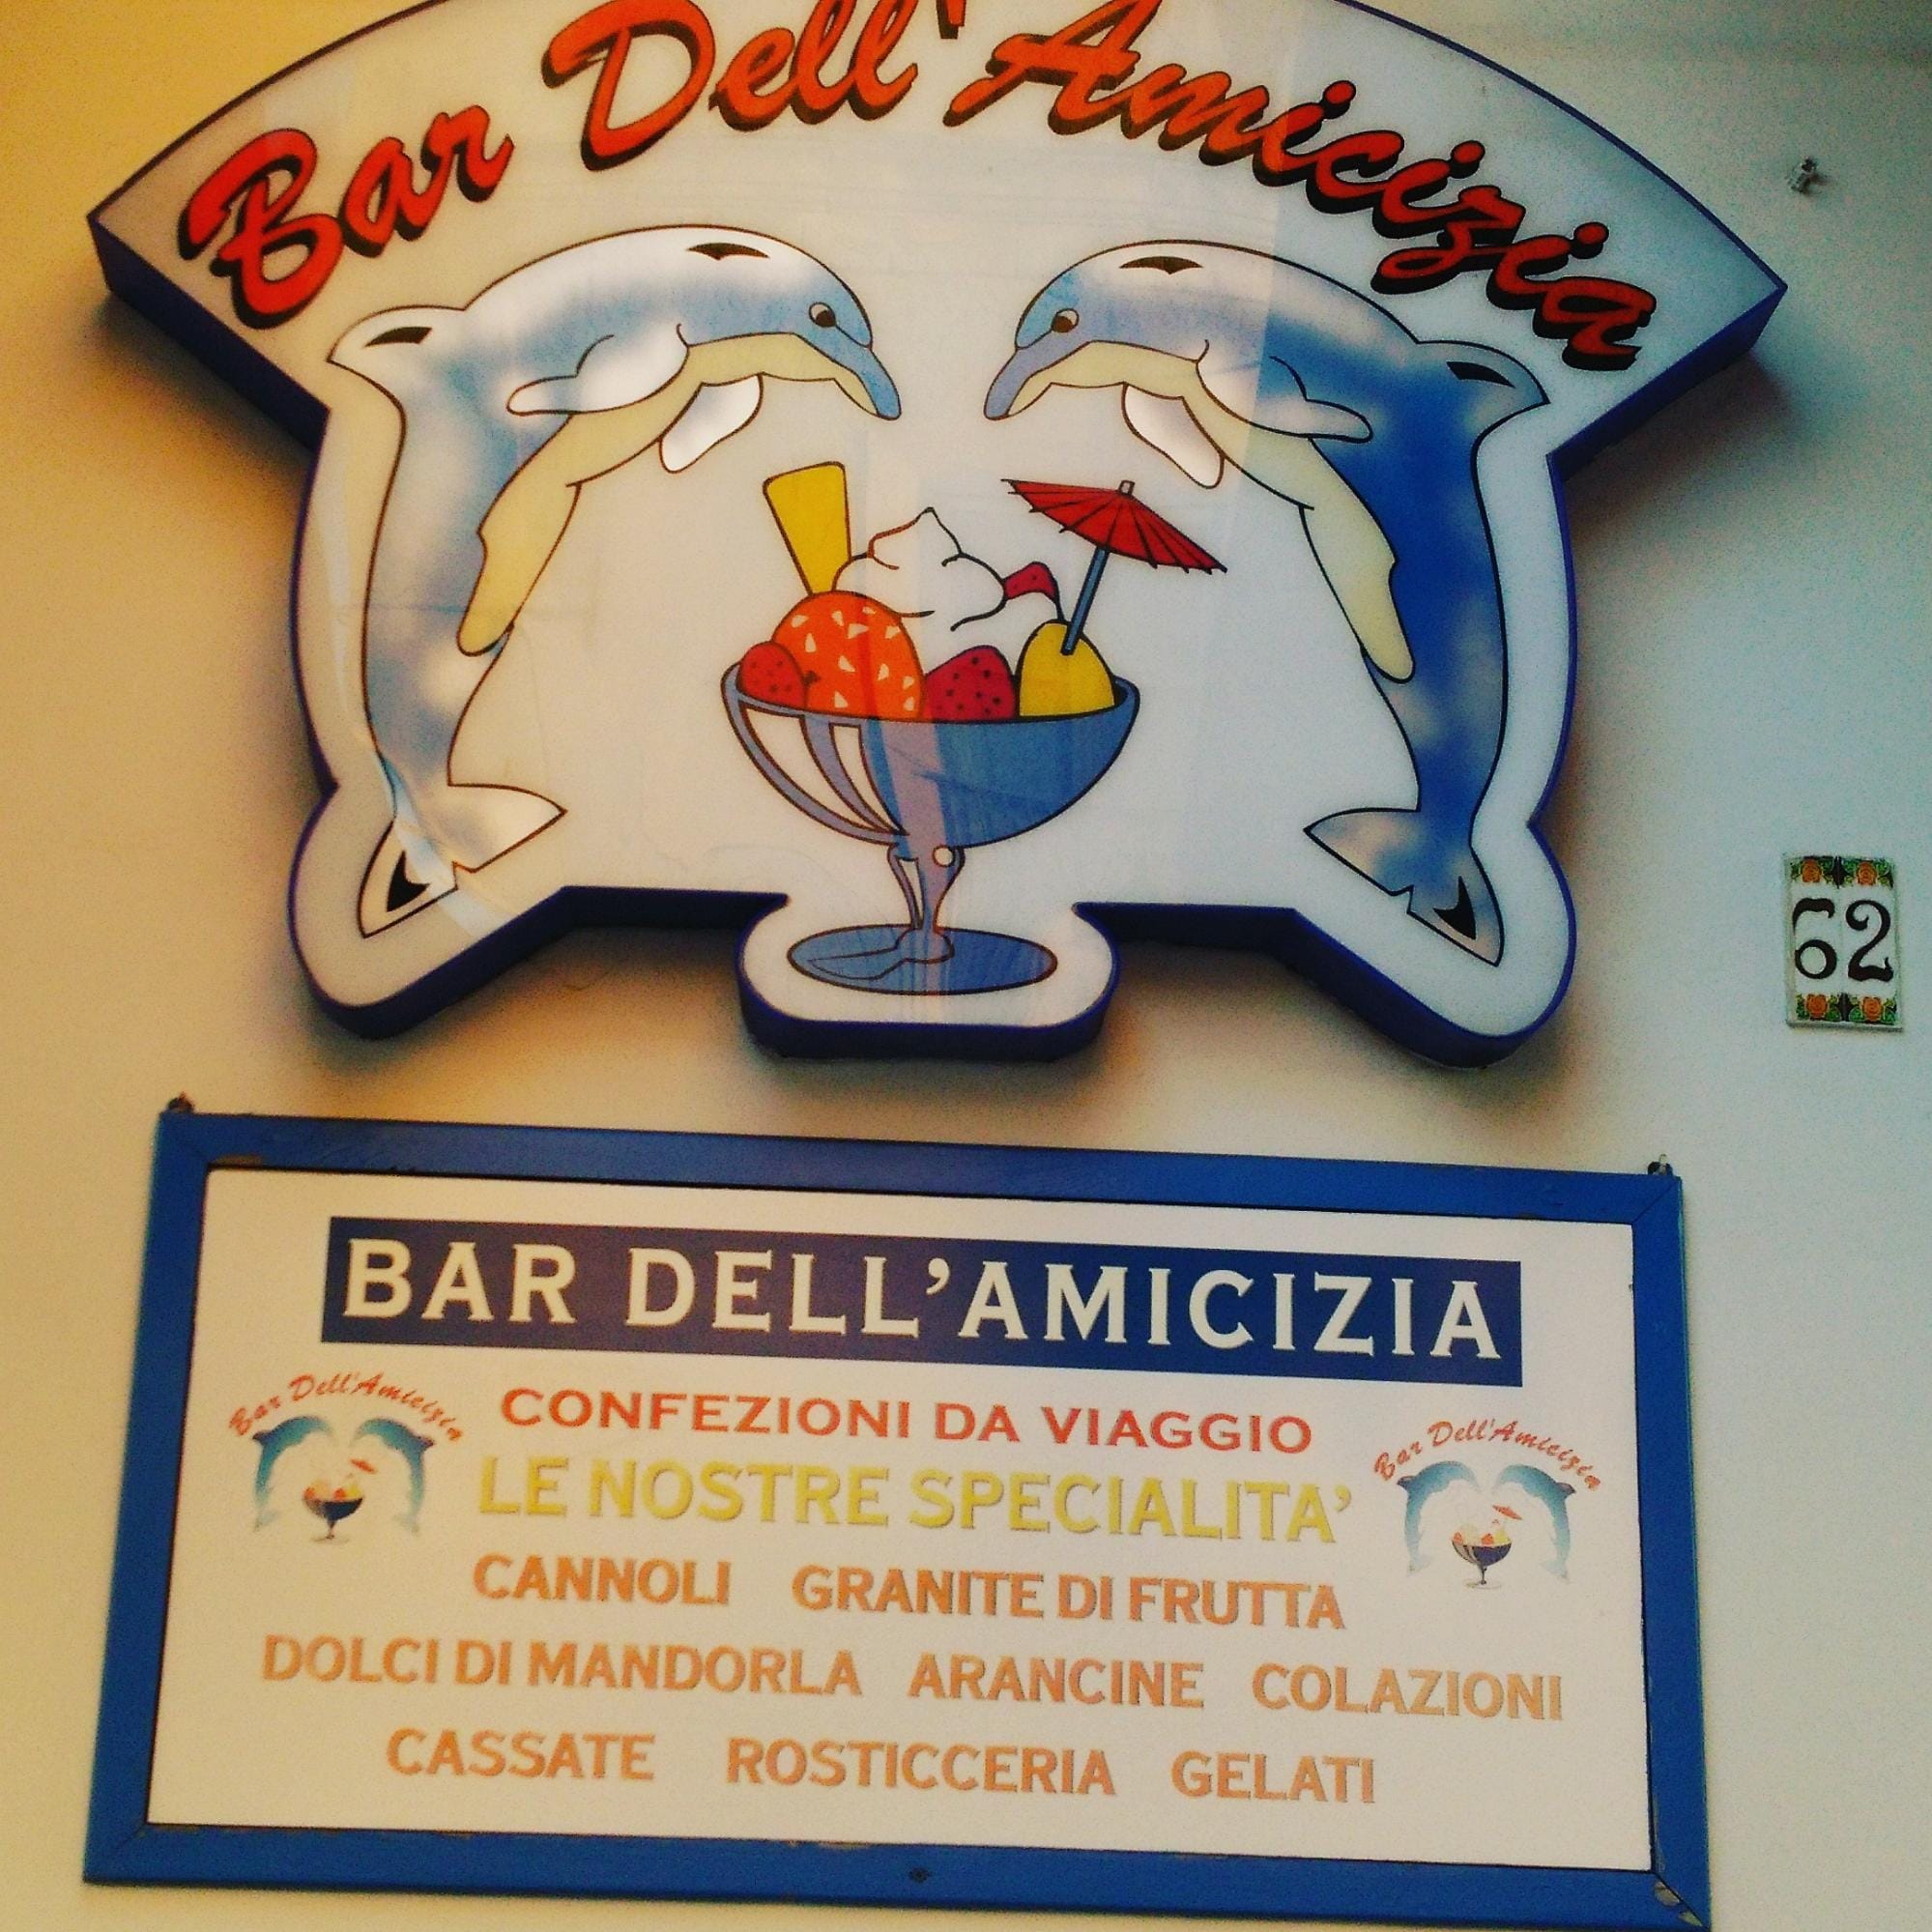 Bar Dell'Amicizia
62
BAR DELL'AMICIZIA
Bar Dell'Amicizia
CONFEZIONI DA VIAGGIO
Bar Dell'Amicizia
LE NOSTRE SPECIALITA'
CANNOLI GRANITE DI FRUTTA
DOLCI DI MANDORLA ARANCINE COLAZIONI
CASSATE ROSTICCERIA GELATI